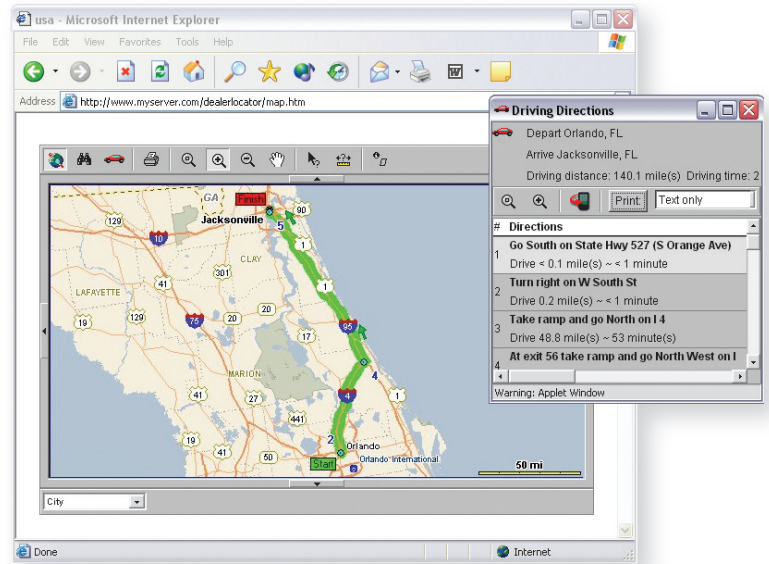 usa - Microsoft Internet Explorer
File Edit View Favorites Tools Help
Address http://www.myserver.com/dealerlocator/map.htm
Driving Directions
Depart Orlando, FL
Arrive Jacksonville, FL
Driving distance: 140.1 mile(s) Driving time: 2
Print Text only
# Directions
1 Go South on State Hwy 527 (S Orange Ave)
Drive < 0.1 mile(s) ~ < 1 minute
2 Turn right on W South St
Drive 0.2 mile(s) ~ < 1 minute
3 Take ramp and go North on I 4
Drive 48.8 mile(s) ~ 53 minute(s)
4 At exit 56 take ramp and go North West on I
Warning: Applet Window
GA
Finish
90
Jacksonville
5
129
10
1
CLAY
301
1
LAFAYETTE
129
20
20
19
75
95
17
MARION
4
41
27
4
1
441
19
2
41
50
Orlando
Start
Orlando International
50 mi
City
Done
Internet